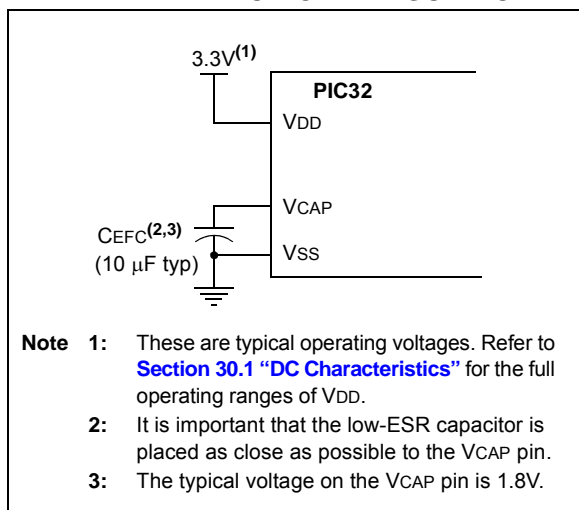 3.3V(1)
PIC32
VDD
VCAP
CEFC(2,3)
(10 μF typ)
VSS
Note 1: These are typical operating voltages. Refer to
Section 30.1 “DC Characteristics” for the full
operating ranges of VDD.
2: It is important that the low-ESR capacitor is
placed as close as possible to the VCAP pin.
3: The typical voltage on the VCAP pin is 1.8V.